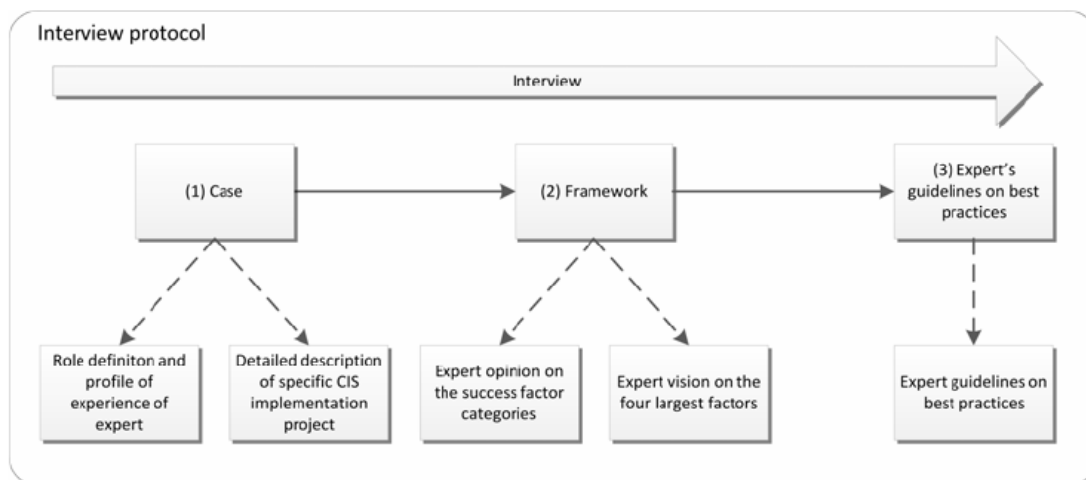 Interview protocol
Interview
(1) Case
(2) Framework
(3) Expert's
guidelines on best
practices
Role definiton and
profile of
experience of
expert
Detailed description
of specific CIS
implementation
project
Expert opinion on
the success factor
categories
Expert vision on the
four largest factors
Expert guidelines on
best practices